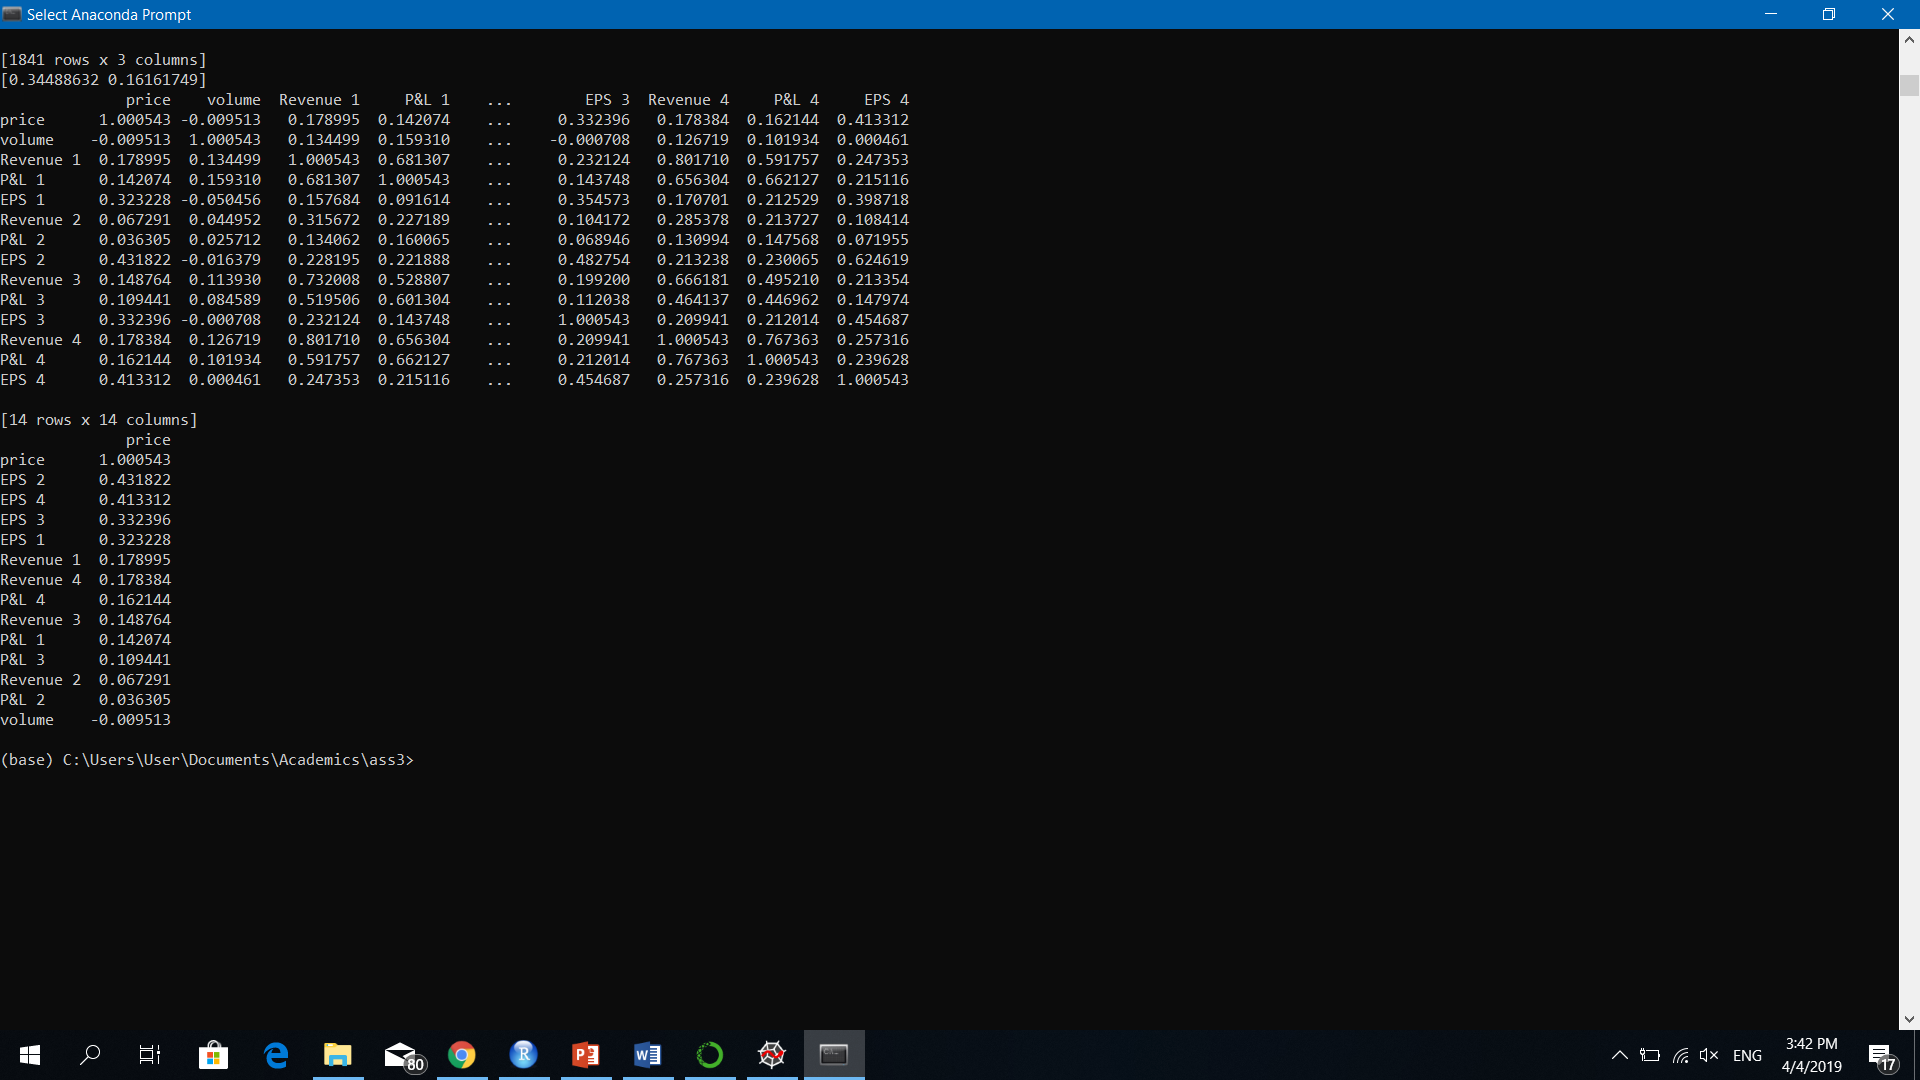 Select Anaconda Prompt
[1841 rows x 3 columns]
[0.34488632 0.16161749]
price    volume  Revenue 1     P&L 1    ...        EPS 3  Revenue 4     P&L 4     EPS 4
price      1.000543 -0.009513   0.178995  0.142074    ...     0.332396   0.178384  0.162144  0.413312
volume    -0.009513  1.000543   0.134499  0.159310    ...    -0.000708   0.126719  0.101934  0.000461
Revenue 1  0.178995  0.134499   1.000543  0.681307    ...     0.232124   0.801710  0.591757  0.247353
P&L 1      0.142074  0.159310   0.681307  1.000543    ...     0.143748   0.656304  0.662127  0.215116
EPS 1      0.323228 -0.050456   0.157684  0.091614    ...     0.354573   0.170701  0.212529  0.398718
Revenue 2  0.067291  0.044952   0.315672  0.227189    ...     0.104172   0.285378  0.213727  0.108414
P&L 2      0.036305  0.025712   0.134062  0.160065    ...     0.068946   0.130994  0.147568  0.071955
EPS 2      0.431822 -0.016379   0.228195  0.221888    ...     0.482754   0.213238  0.230065  0.624619
Revenue 3  0.148764  0.113930   0.732008  0.528807    ...     0.199200   0.666181  0.495210  0.213354
P&L 3      0.109441  0.084589   0.519506  0.601304    ...     0.112038   0.464137  0.446962  0.147974
EPS 3      0.332396 -0.000708   0.232124  0.143748    ...     1.000543   0.209941  0.212014  0.454687
Revenue 4  0.178384  0.126719   0.801710  0.656304    ...     0.209941   1.000543  0.767363  0.257316
P&L 4      0.162144  0.101934   0.591757  0.662127    ...     0.212014   0.767363  1.000543  0.239628
EPS 4      0.413312  0.000461   0.247353  0.215116    ...     0.454687   0.257316  0.239628  1.000543
[14 rows x 14 columns]
price
price      1.000543
EPS 2      0.431822
EPS 4      0.413312
EPS 3      0.332396
EPS 1      0.323228
Revenue 1  0.178995
Revenue 4  0.178384
P&L 4      0.162144
Revenue 3  0.148764
P&L 1      0.142074
P&L 3      0.109441
Revenue 2  0.067291
P&L 2      0.036305
volume    -0.009513
(base) C:\Users\User\Documents\Academics\ass3>
80
R
P
W
ENG
3:42 PM
4/4/2019
17